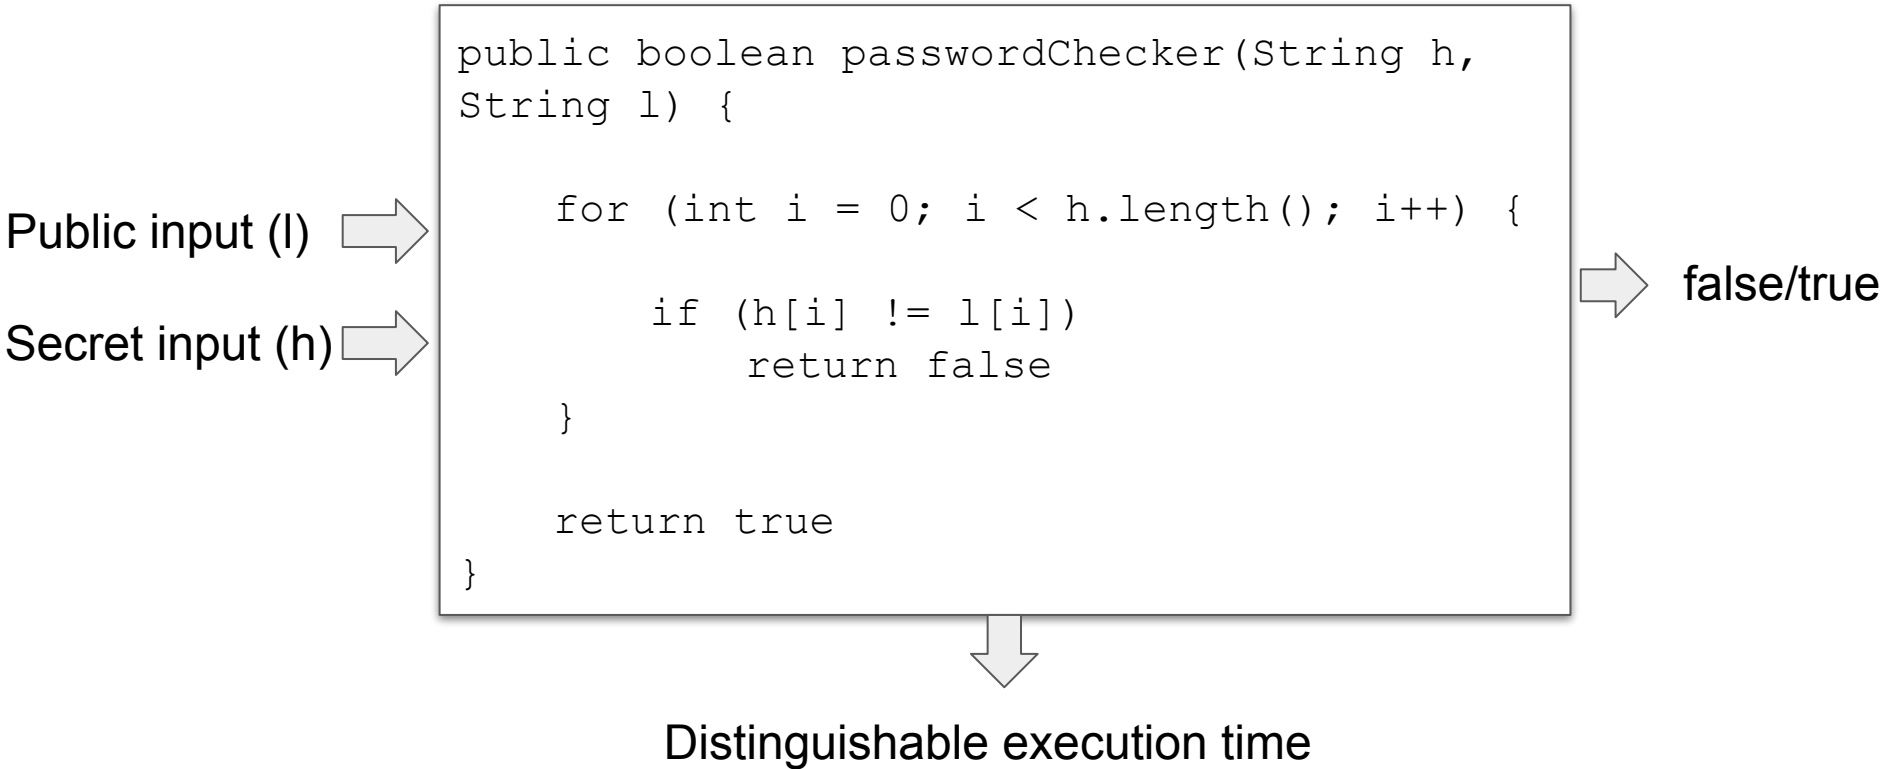 public boolean passwordChecker(String h,
String l) {
for (int i = 0; i < h.length(); i++) {
if (h[i] != l[i])
return false
}
return true
}
Public input (l)
Secret input (h)
false/true
Distinguishable execution time